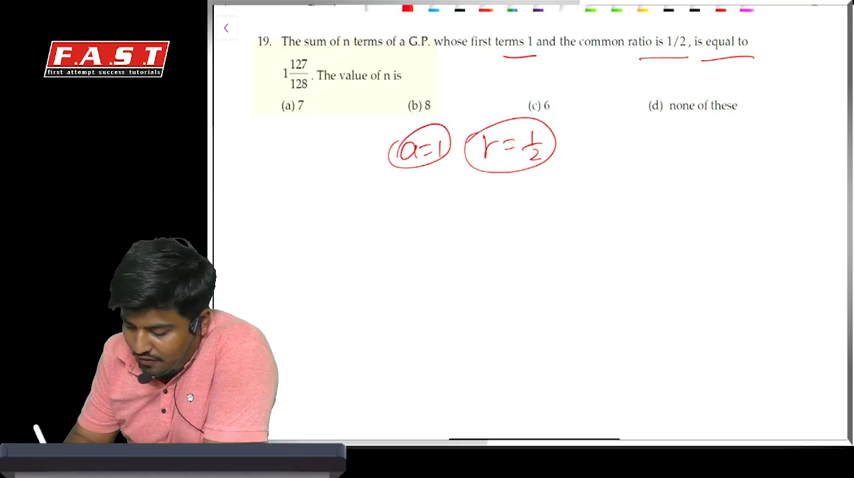 F.A.S.T
first attempt success tutorials
19. The sum of n terms of a G.P. whose first terms 1 and the common ratio is 1/2 , is equal to
1 127/128 . The value of n is
(a) 7 (b) 8 (c) 6 (d) none of these
a=1 r=1/2